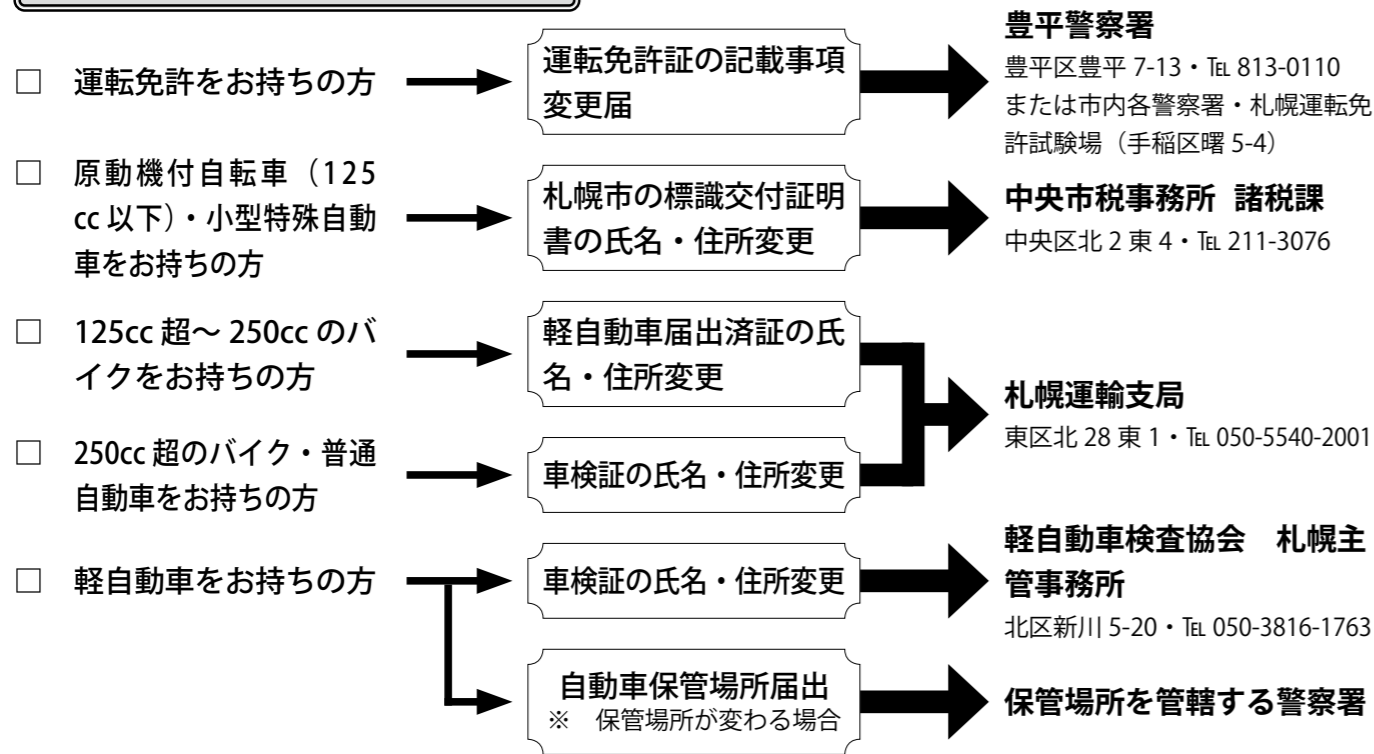 □ 運転免許をお持ちの方
運転免許証の記載事項
変更届
豊平警察署
豊平区豊平 7-13・℡ 813-0110
または市内各警察署・札幌運転免
許試験場（手稲区曙 5-4）
□ 原動機付自転車（125
cc 以下）・小型特殊自動
車をお持ちの方
札幌市の標識交付証明
書の氏名・住所変更
中央市税事務所 諸税課
中央区北 2 東 4・℡ 211-3076
□ 125cc 超～ 250cc のバ
イクをお持ちの方
軽自動車届出済証の氏
名・住所変更
□ 250cc 超のバイク・普通
自動車をお持ちの方
車検証の氏名・住所変更
札幌運輸支局
東区北 28 東 1・℡ 050-5540-2001
□ 軽自動車をお持ちの方
車検証の氏名・住所変更
軽自動車検査協会　札幌主
管事務所
北区新川 5-20・℡ 050-3816-1763
自動車保管場所届出
※　保管場所が変わる場合
保管場所を管轄する警察署